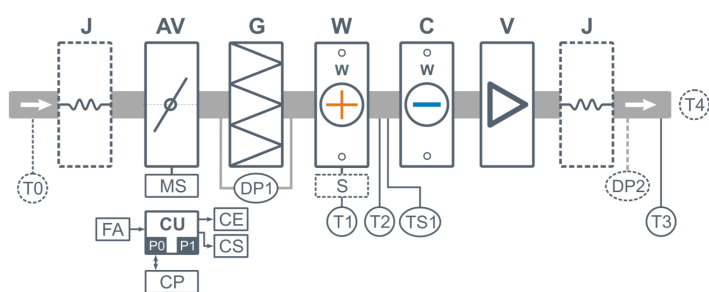 J AV G W C V J
w w
T4
T0 MS DP1 S DP2
T1 T2 TS1 T3
FA CU CE
P0 P1 CS
CP